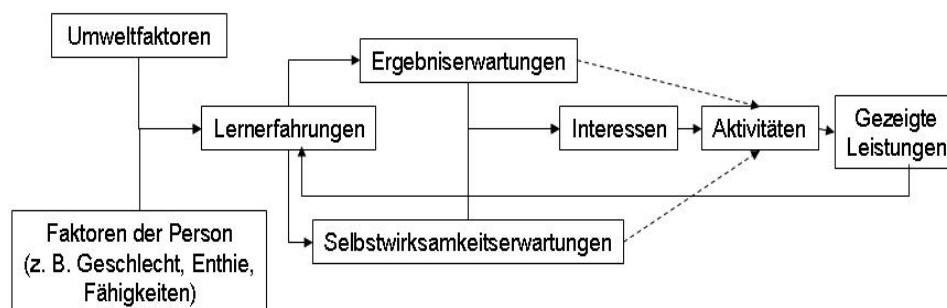 Umweltfaktoren
Ergebniserwartungen
Lernerfahrungen
Interessen
Aktivitäten
Gezeigte
Leistungen
Faktoren der Person
(z. B. Geschlecht, Enthie,
Fähigkeiten)
Selbstwirksamkeitserwartungen